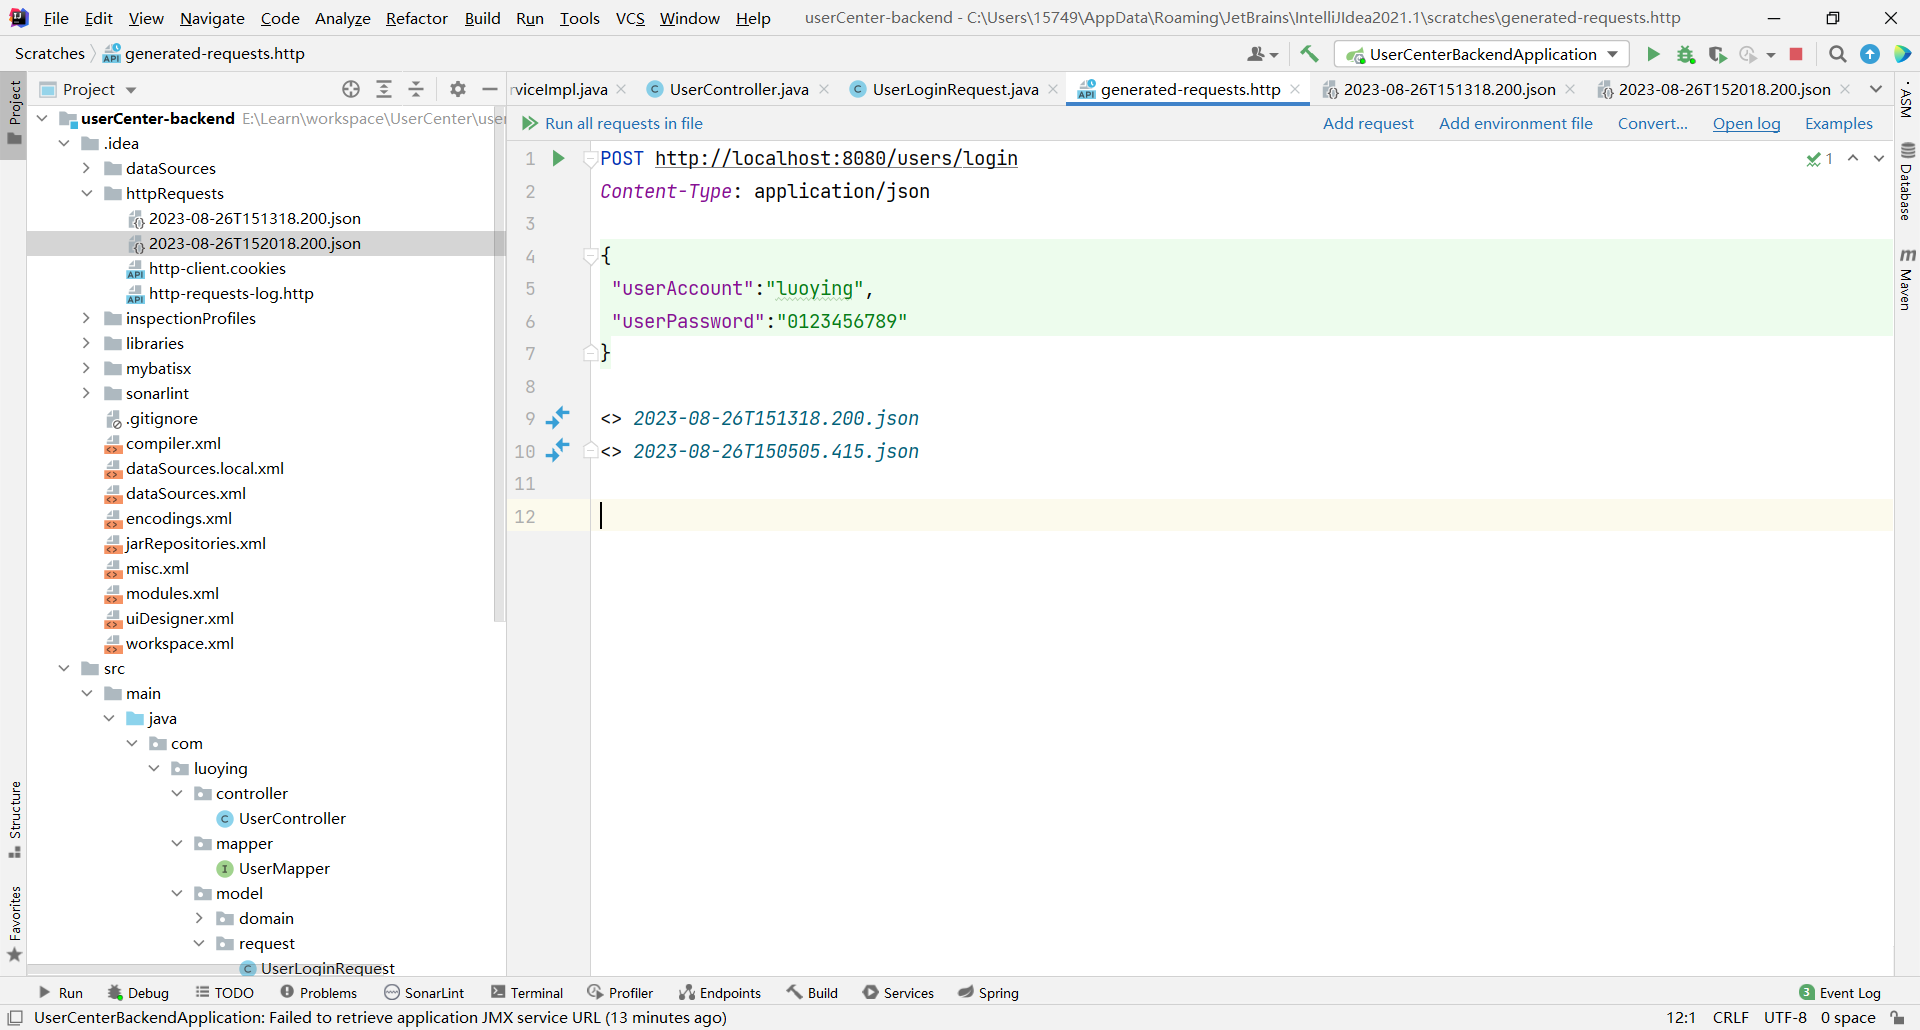 File Edit View Navigate Code Analyze Refactor Build Run Tools VCS Window Help userCenter-backend - C:\Users\15749\AppData\Roaming\JetBrains\IntelliJIdea2021.1\scratches\generated-requests.http
Scratches generated-requests.http UserCenterBackendApplication
Project rviceImpl.java UserController.java UserLoginRequest.java generated-requests.http 2023-08-26T151318.200.json 2023-08-26T152018.200.json
Run all requests in file Add request Add environment file Convert... Open log Examples
userCenter-backend E:\Learn\workspace\UserCenter\user
.idea
dataSources
httpRequests
2023-08-26T151318.200.json
2023-08-26T152018.200.json
http-client.cookies
http-requests-log.http
inspectionProfiles
libraries
mybatisx
sonarlint
.gitignore
compiler.xml
dataSources.local.xml
dataSources.xml
encodings.xml
jarRepositories.xml
misc.xml
modules.xml
uiDesigner.xml
workspace.xml
src
main
java
com
luoying
controller
UserController
mapper
UserMapper
model
domain
request
UserLoginRequest
1 POST http://localhost:8080/users/login
2 Content-Type: application/json
3
4 {
5 "userAccount":"luoying",
6 "userPassword":"0123456789"
7 }
8
9 <> 2023-08-26T151318.200.json
10 <> 2023-08-26T150505.415.json
11
12
1
Project
Structure
Favorites
ASM
Database
m Maven
Run Debug TODO Problems SonarLint Terminal Profiler Endpoints Build Services Spring 3 Event Log
UserCenterBackendApplication: Failed to retrieve application JMX service URL (13 minutes ago) 12:1 CRLF UTF-8 0 space